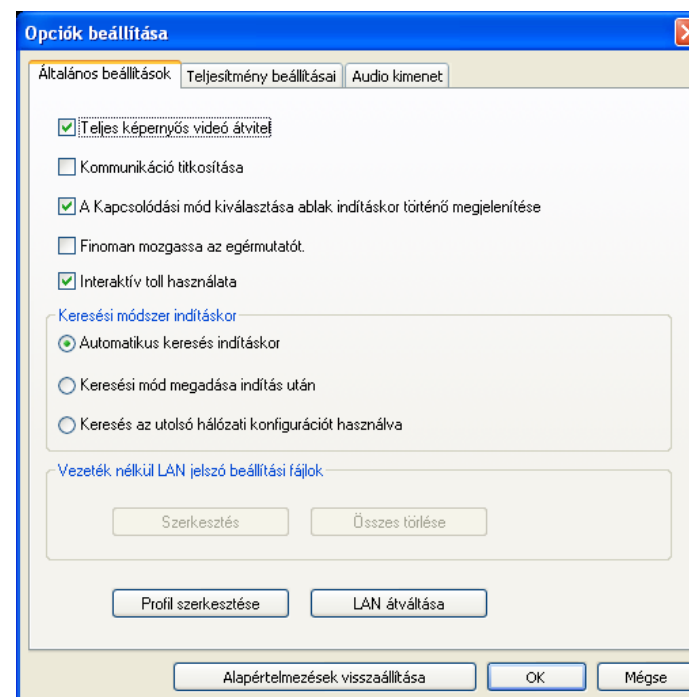 Opciók beállítása
Általános beállítások Teljesítmény beállításai Audio kimenet
Teljes képernyős videó átvitel
Kommunikáció titkosítása
A Kapcsolódási mód kiválasztása ablak indításkor történő megjelenítése
Finoman mozgassa az egérmutatót.
Interaktív toll használata
Keresési módszer indításkor
Automatikus keresés indításkor
Keresési mód megadása indítás után
Keresés az utolsó hálózati konfigurációt használva
Vezeték nélkül LAN jelszó beállítási fájlok
Szerkesztés Összes törlése
Profil szerkesztése LAN átváltása
Alapértelmezések visszaállítása OK Mégse